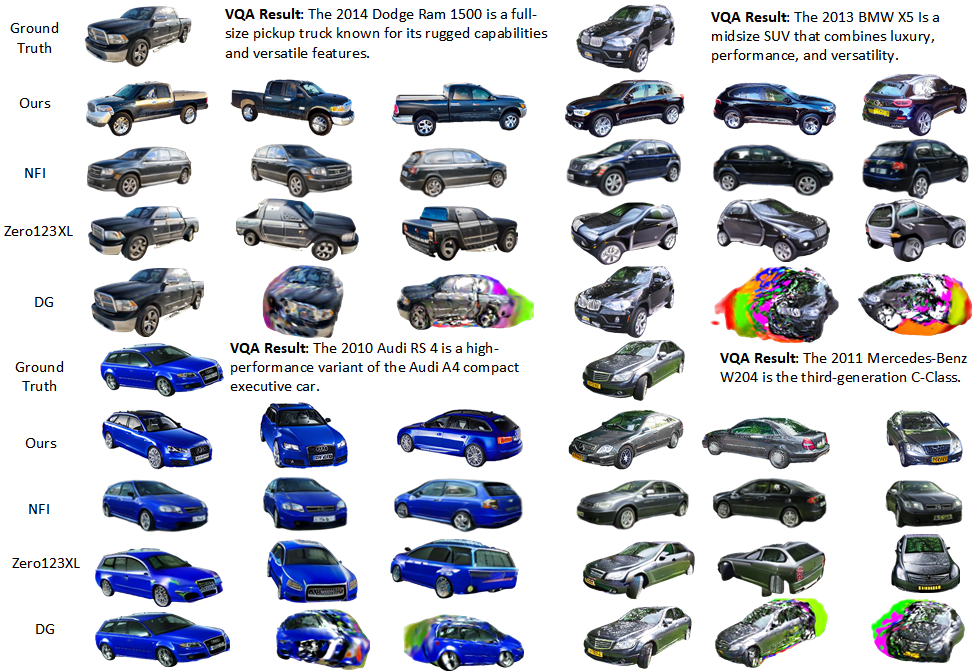 Ground
Truth
VQA Result: The 2014 Dodge Ram 1500 is a full-
size pickup truck known for its rugged capabilities
and versatile features.
VQA Result: The 2013 BMW X5 Is a
midsize SUV that combines luxury,
performance, and versatility.
Ours
NFI
Zero123XL
DG
Ground
Truth
VQA Result: The 2010 Audi RS 4 is a high-
performance variant of the Audi A4 compact
executive car.
VQA Result: The 2011 Mercedes-Benz
W204 is the third-generation C-Class.
Ours
NFI
Zero123XL
DG